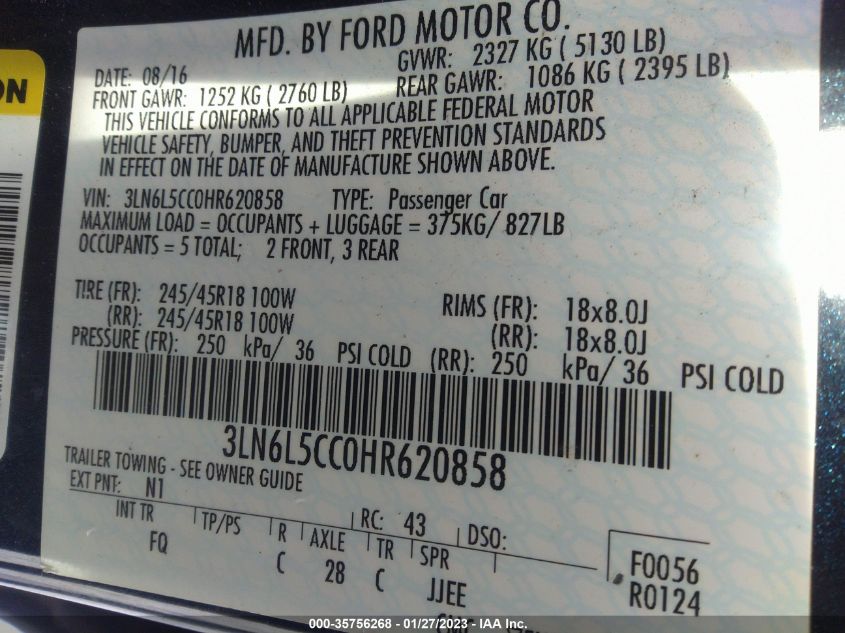 ON
MFD. BY FORD MOTOR CO.
DATE: 08/16 GVWR: 2327 KG ( 5130 LB)
FRONT GAWR: 1252 KG ( 2760 LB) REAR GAWR: 1086 KG ( 2395 LB)
THIS VEHICLE CONFORMS TO ALL APPLICABLE FEDERAL MOTOR
VEHICLE SAFETY, BUMPER, AND THEFT PREVENTION STANDARDS
IN EFFECT ON THE DATE OF MANUFACTURE SHOWN ABOVE.
VIN: 3LN6L5CC0HR620858 TYPE: Passenger Car
MAXIMUM LOAD = OCCUPANTS + LUGGAGE = 375KG/ 827LB
OCCUPANTS = 5 TOTAL; 2 FRONT, 3 REAR
TIRE (FR): 245/45R18 100W RIMS (FR): 18x8.0J
(RR): 245/45R18 100W (RR): 18x8.0J
PRESSURE (FR): 250 kPa/ 36 PSI COLD (RR): 250 kPa/ 36 PSI COLD
3LN6L5CC0HR620858
TRAILER TOWING - SEE OWNER GUIDE
EXT PNT: N1 RC: 43 DSO:
INT TR TP/PS R AXLE TR SPR
FQ C 28 C JJEE
F0056
R0124
000-35756268 - 01/27/2023 - IAA Inc.